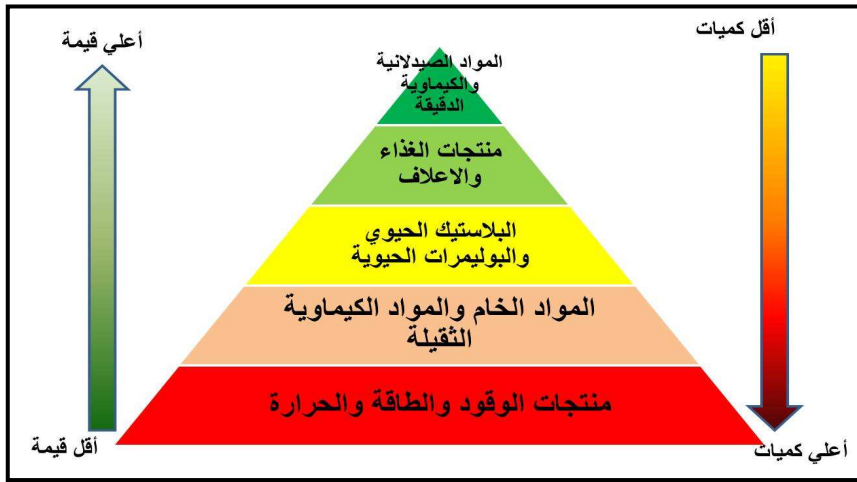 أقل كميات
أعلي قيمة
المواد الصيدلانية
والكيماوية
الدقيقة
منتجات الغذاء
والاعلاف
البلاستيك الحيوي
والبوليمرات الحيوية
المواد الخام والمواد الكيماوية
الثقيلة
منتجات الوقود والطاقة والحرارة
أعلي كميات
أقل قيمة